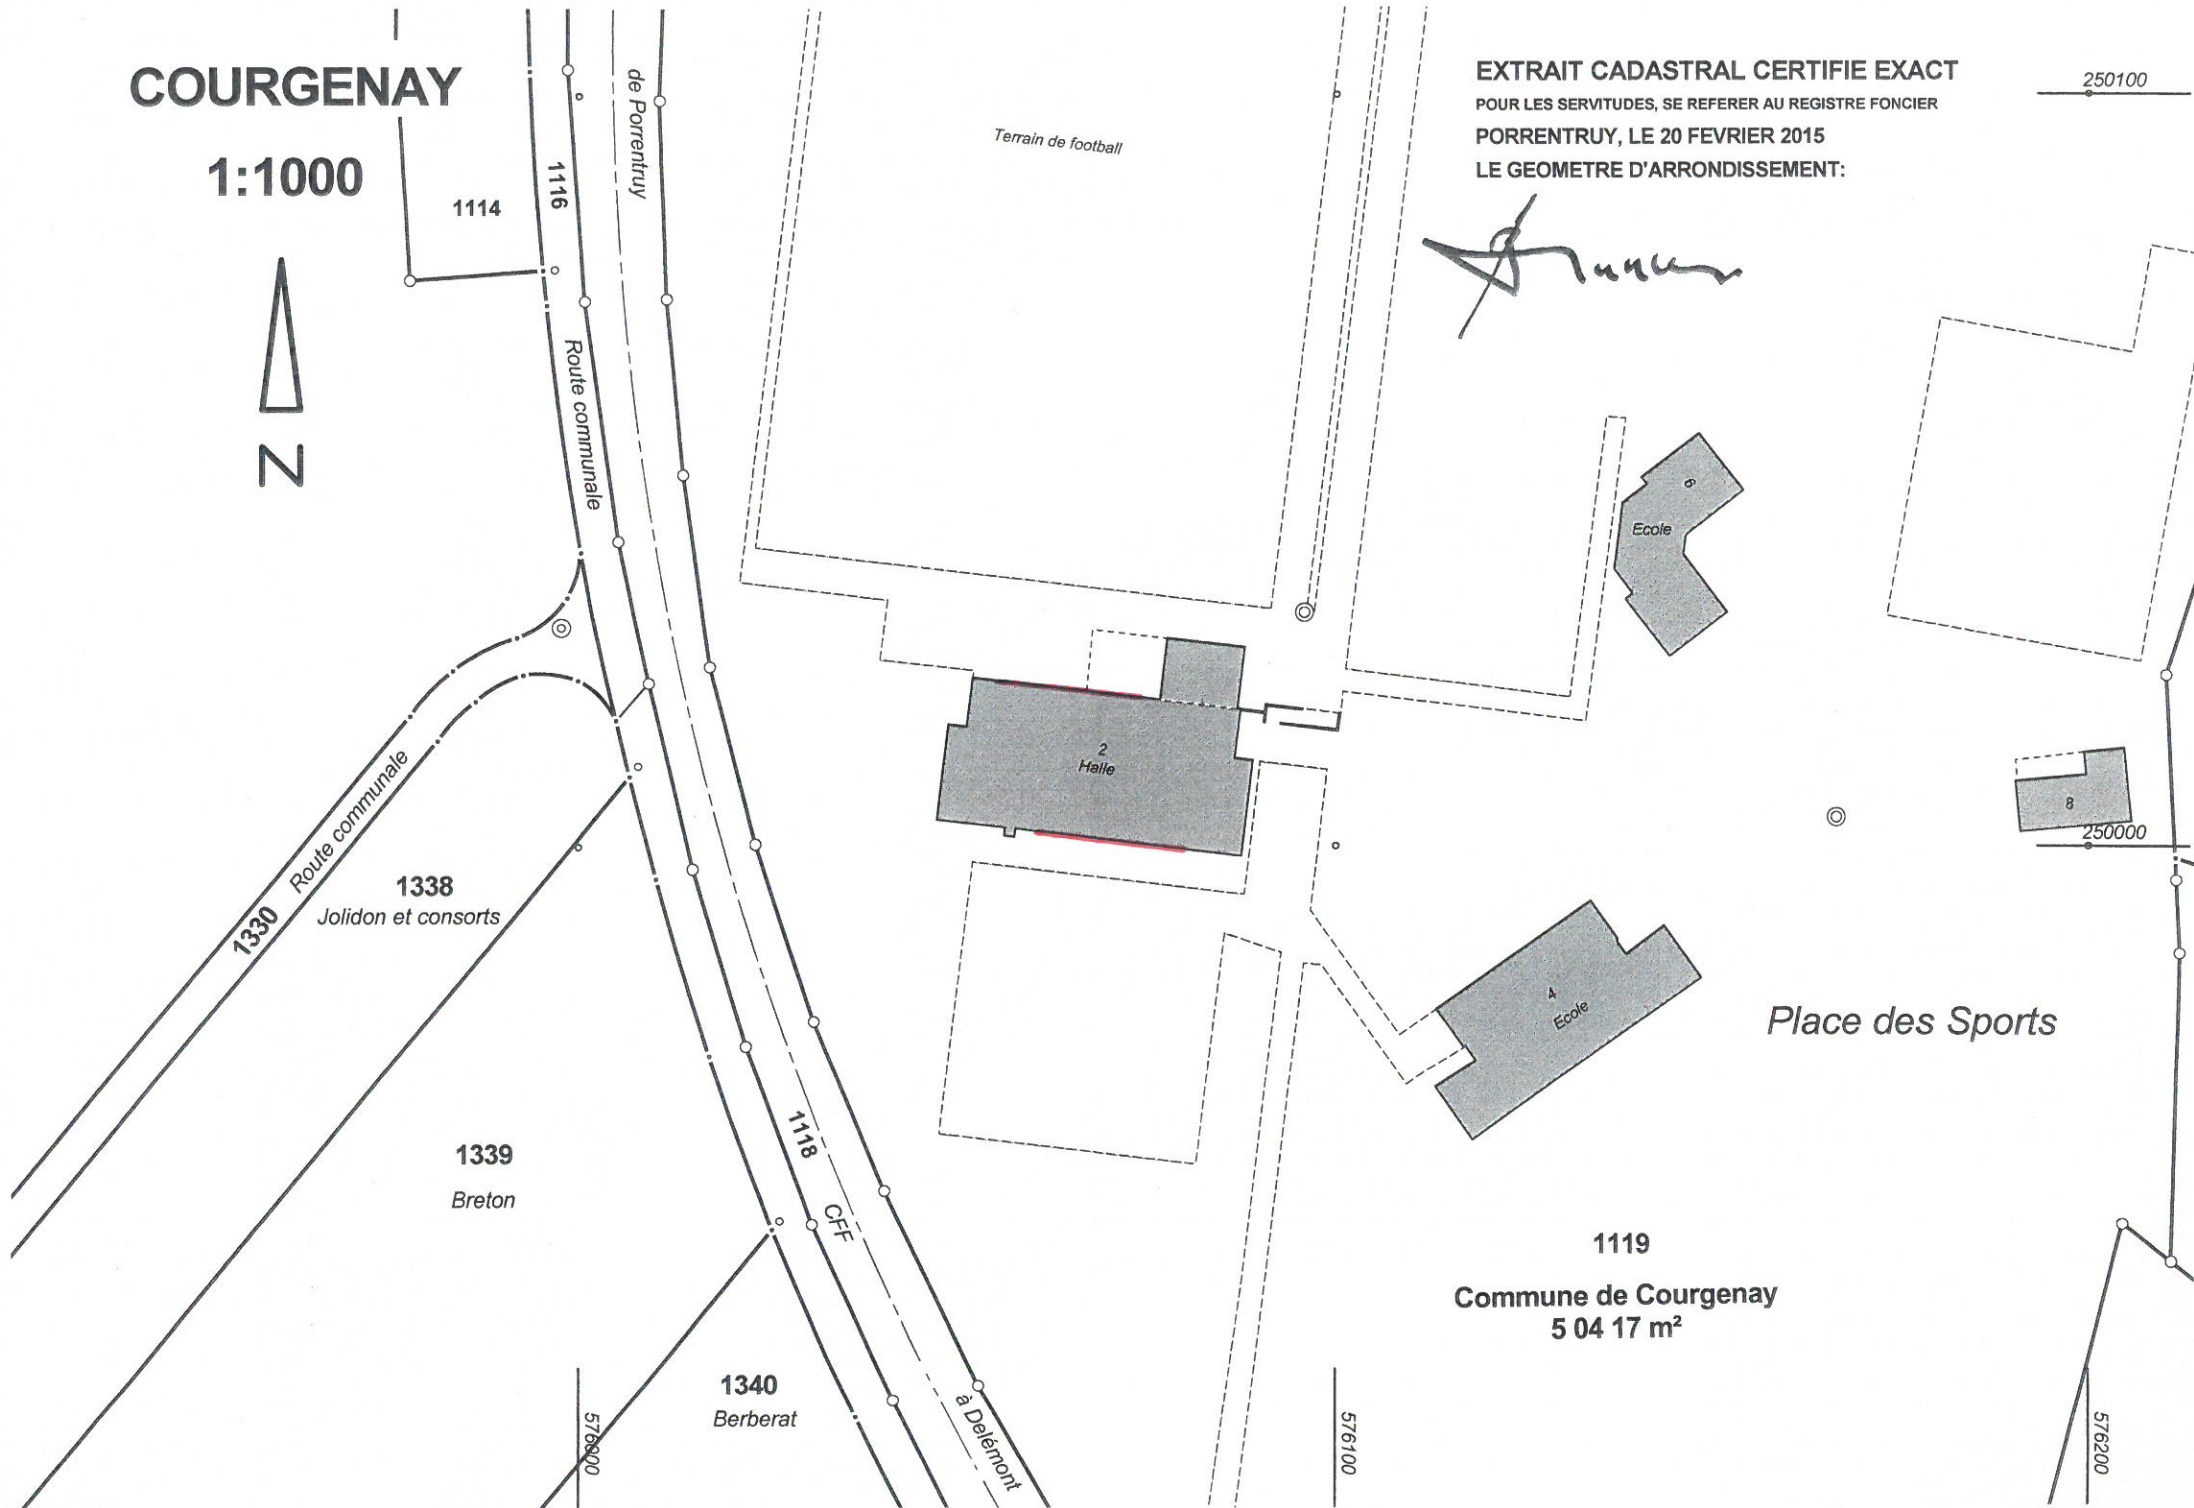 COURGENAY
1:1000
N
EXTRAIT CADASTRAL CERTIFIE EXACT
POUR LES SERVITUDES, SE REFERER AU REGISTRE FONCIER
PORRENTRUY, LE 20 FEVRIER 2015
LE GEOMETRE D'ARRONDISSEMENT:
250100
de Porrentruy
Terrain de football
1114
1116
Route communale
6
Ecole
2
Halle
8
250000
Route communale
1330
1338
Jolidon et consorts
4
Ecole
Place des Sports
1339
Breton
1118
CFF
à Delémont
1119
Commune de Courgenay
5 04 17 m²
1340
Berberat
576000
576100
576200